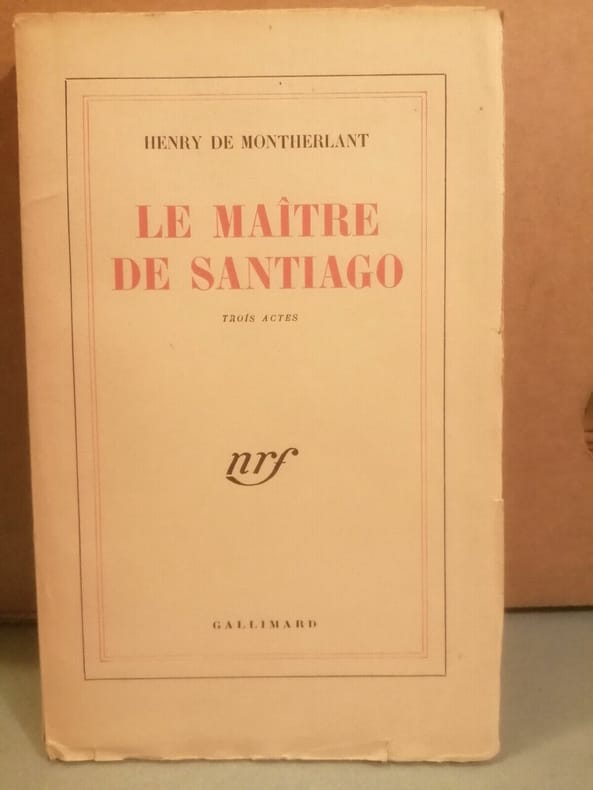 HENRY DE MONTHERLANT
LE MAÎTRE
DE SANTIAGO
TROIS ACTES
nrf
GALLIMARD